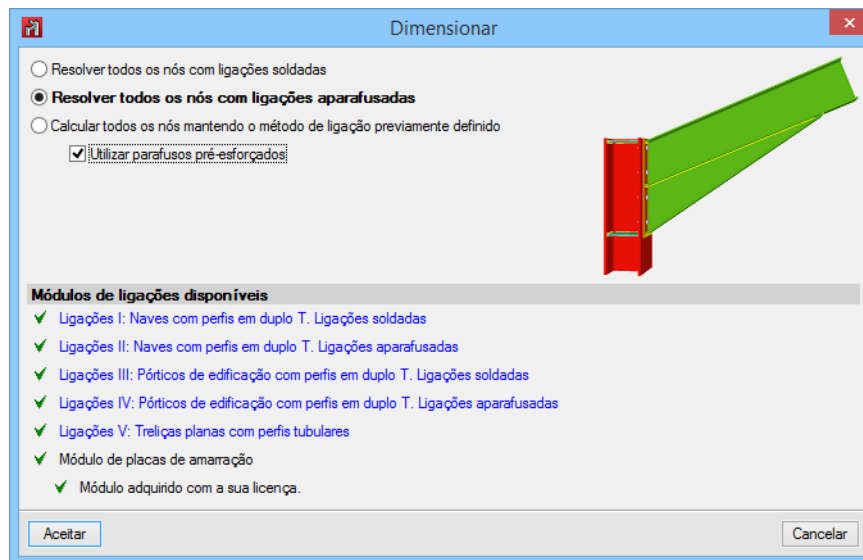 Dimensionar
Resolver todos os nós com ligações soldadas
Resolver todos os nós com ligações aparafusadas
Calcular todos os nós mantendo o método de ligação previamente definido
Utilizar parafusos pré-esforçados
Módulos de ligações disponíveis
Ligações I: Naves com perfis em duplo T. Ligações soldadas
Ligações II: Naves com perfis em duplo T. Ligações aparafusadas
Ligações III: Pórticos de edificação com perfis em duplo T. Ligações soldadas
Ligações IV: Pórticos de edificação com perfis em duplo T. Ligações aparafusadas
Ligações V: Treliças planas com perfis tubulares
Módulo de placas de amarração
Módulo adquirido com a sua licença.
Aceitar
Cancelar